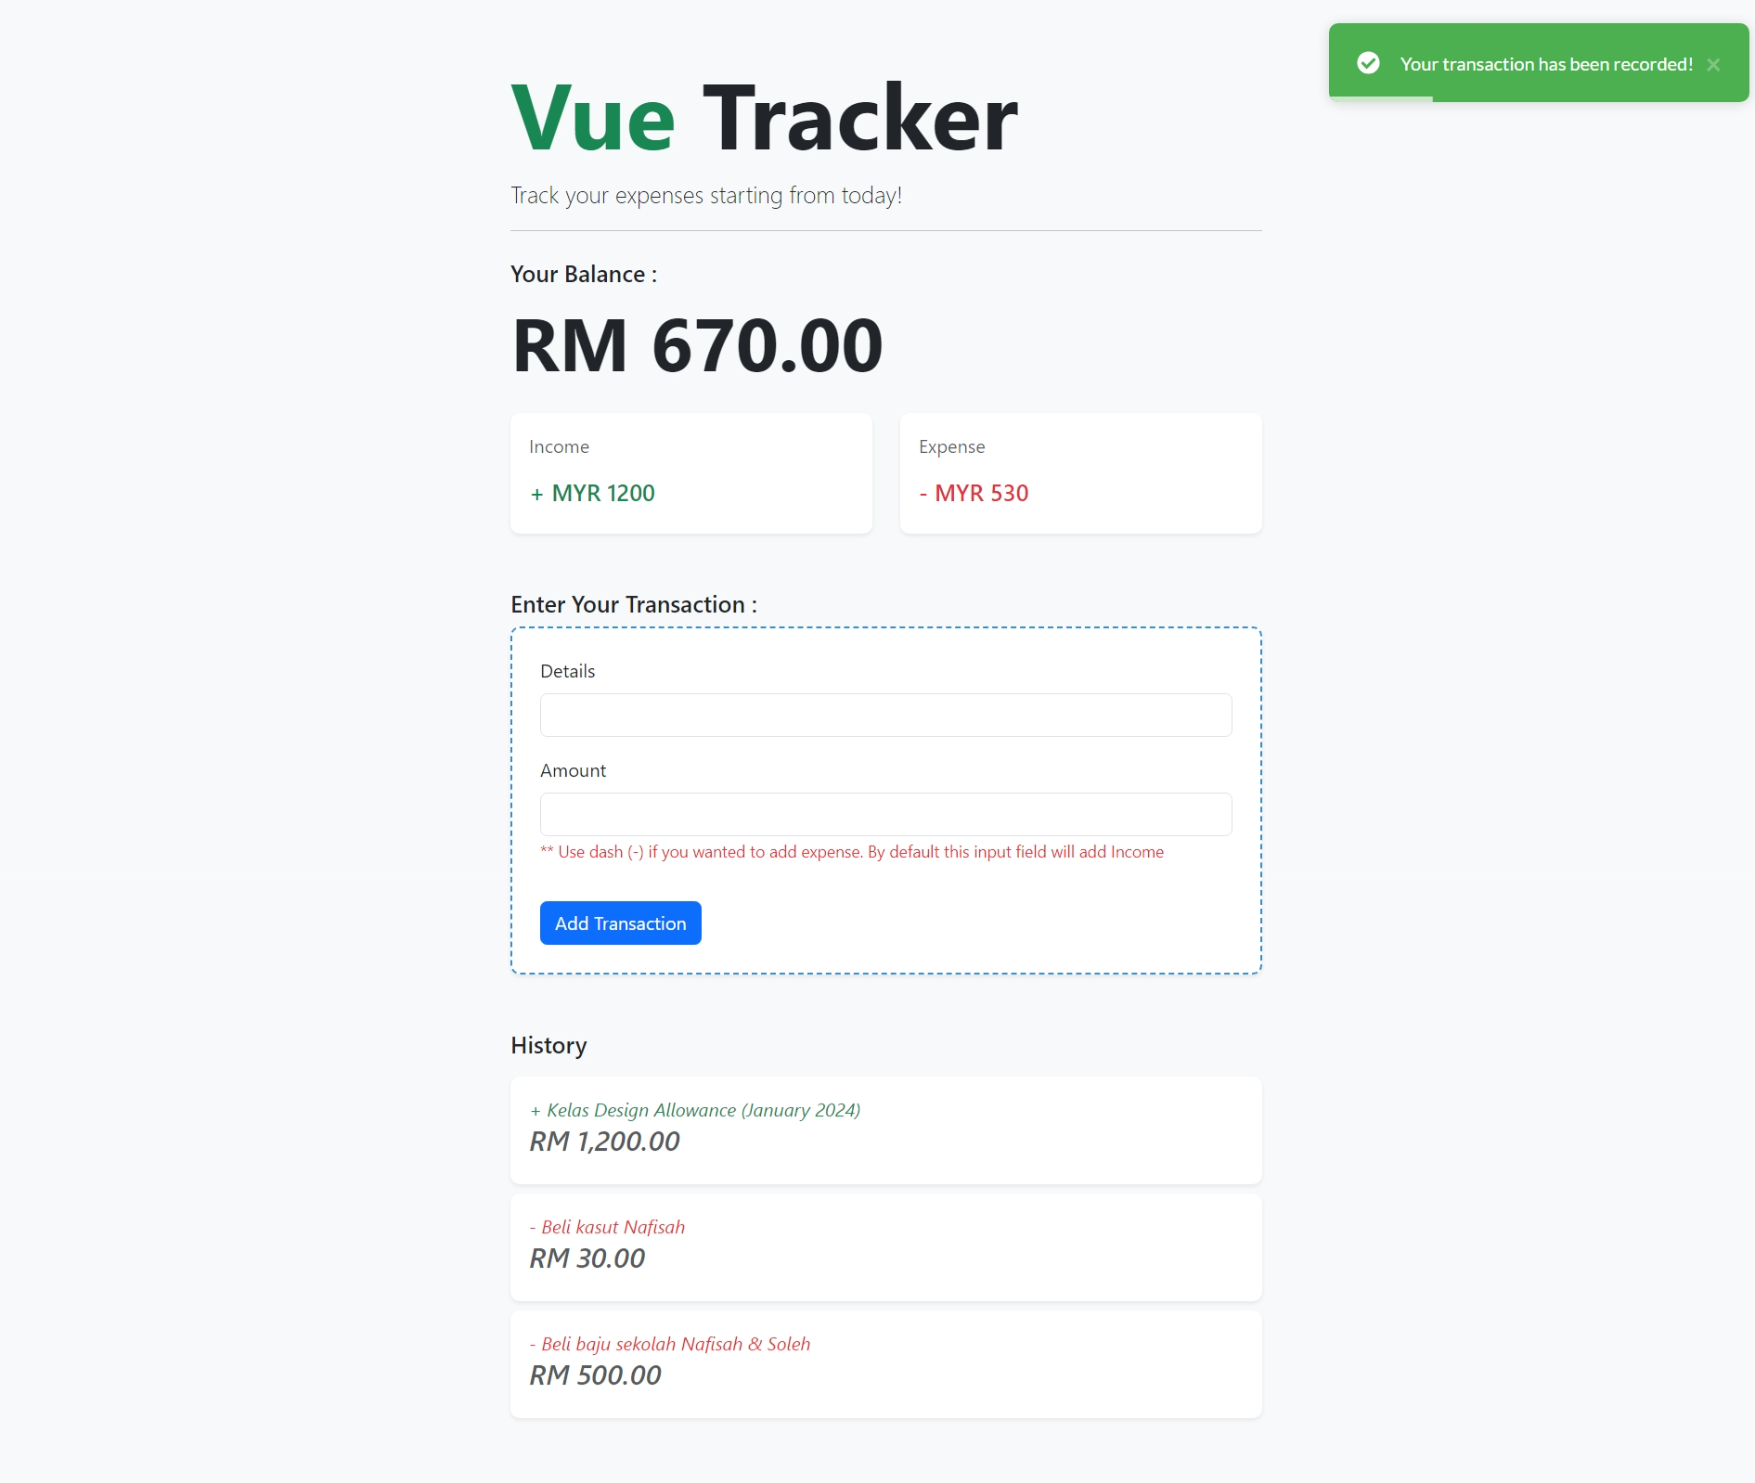 Your transaction has been recorded! ×
Vue Tracker
Track your expenses starting from today!
Your Balance :
RM 670.00
Income
+ MYR 1200
Expense
- MYR 530
Enter Your Transaction :
Details
Amount
** Use dash (-) if you wanted to add expense. By default this input field will add Income
Add Transaction
History
+ Kelas Design Allowance (January 2024)
RM 1,200.00
- Beli kasut Nafisah
RM 30.00
- Beli baju sekolah Nafisah & Soleh
RM 500.00